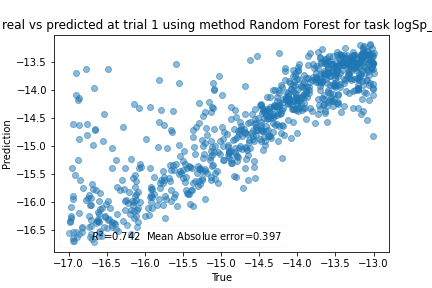 real vs predicted at trial 1 using method Random Forest for task logSp_
−13.5
−14.0
−14.5
−15.0
−15.5
−16.0
−16.5
Prediction
R²=0.742 Mean Absolue error=0.397
−17.0 −16.5 −16.0 −15.5 −15.0 −14.5 −14.0 −13.5 −13.0
True